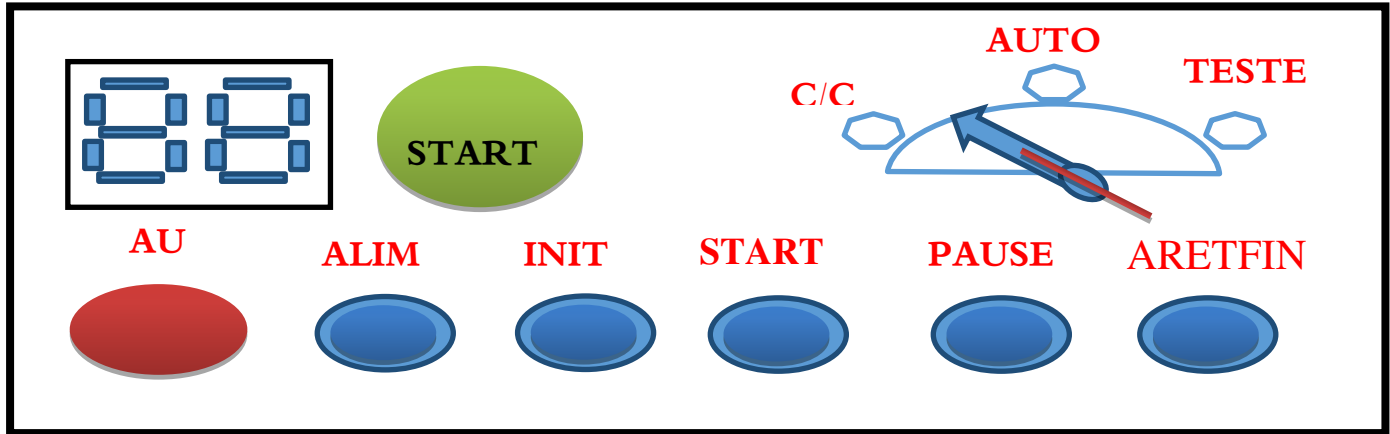 AUTO
TESTE
C/C
START
AU
ALIM
INIT
START
PAUSE
ARETFIN